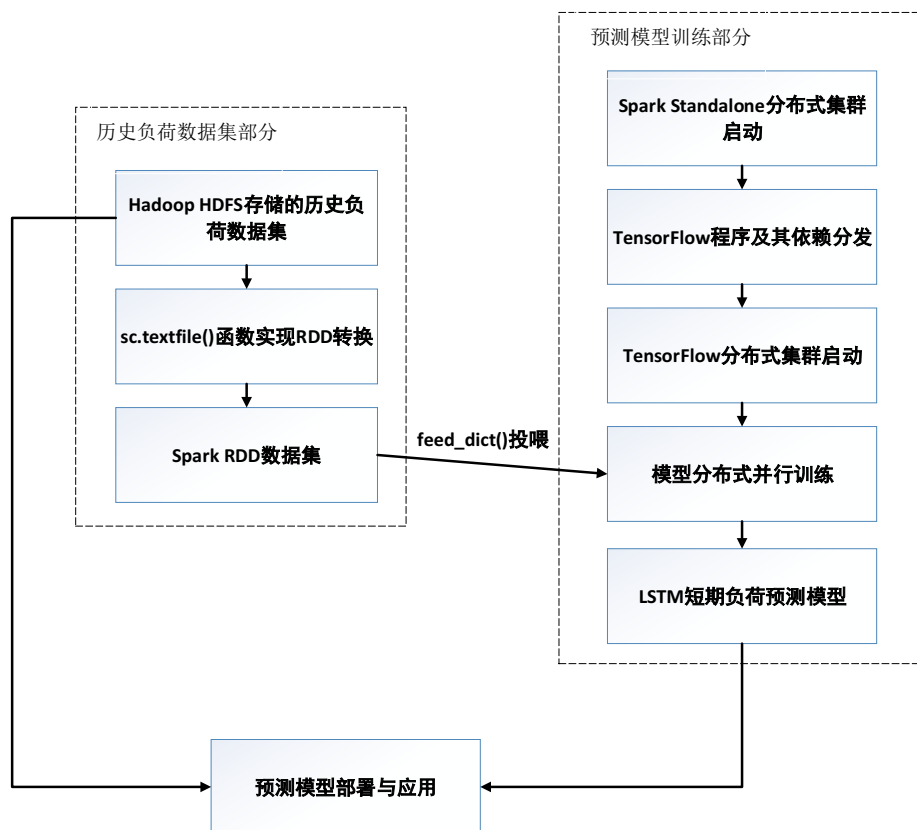 预测模型训练部分
Spark Standalone分布式集群
启动
历史负荷数据集部分
Hadoop HDFS存储的历史负
荷数据集
TensorFlow程序及其依赖分发
sc.textfile()函数实现RDD转换
TensorFlow分布式集群启动
Spark RDD数据集
feed_dict()投喂
模型分布式并行训练
LSTM短期负荷预测模型
预测模型部署与应用